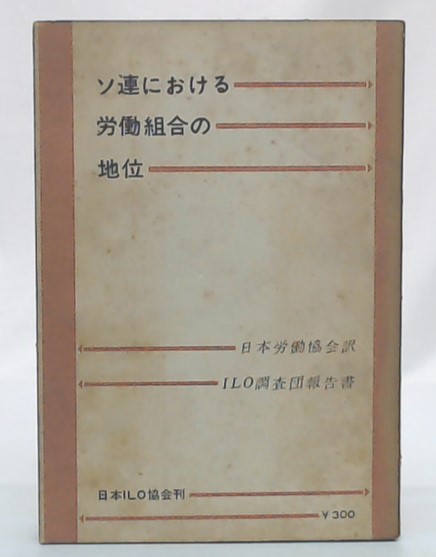 ソ連における
労働組合の
地位
日本労働協会訳
ILO調査団報告書
日本ILO協会刊
¥300